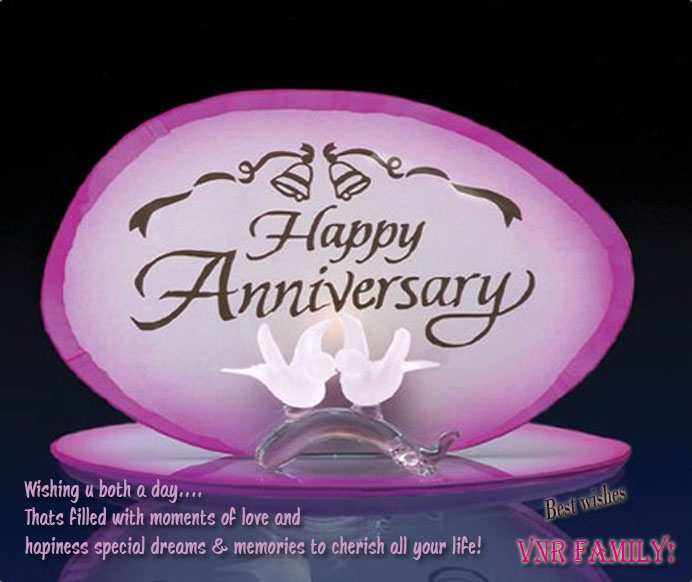 Happy
Anniversary
Wishing u both a day....
Thats filled with moments of love and
hapiness special dreams & memories to cherish all your life!
Best wishes
VNR FAMILY!